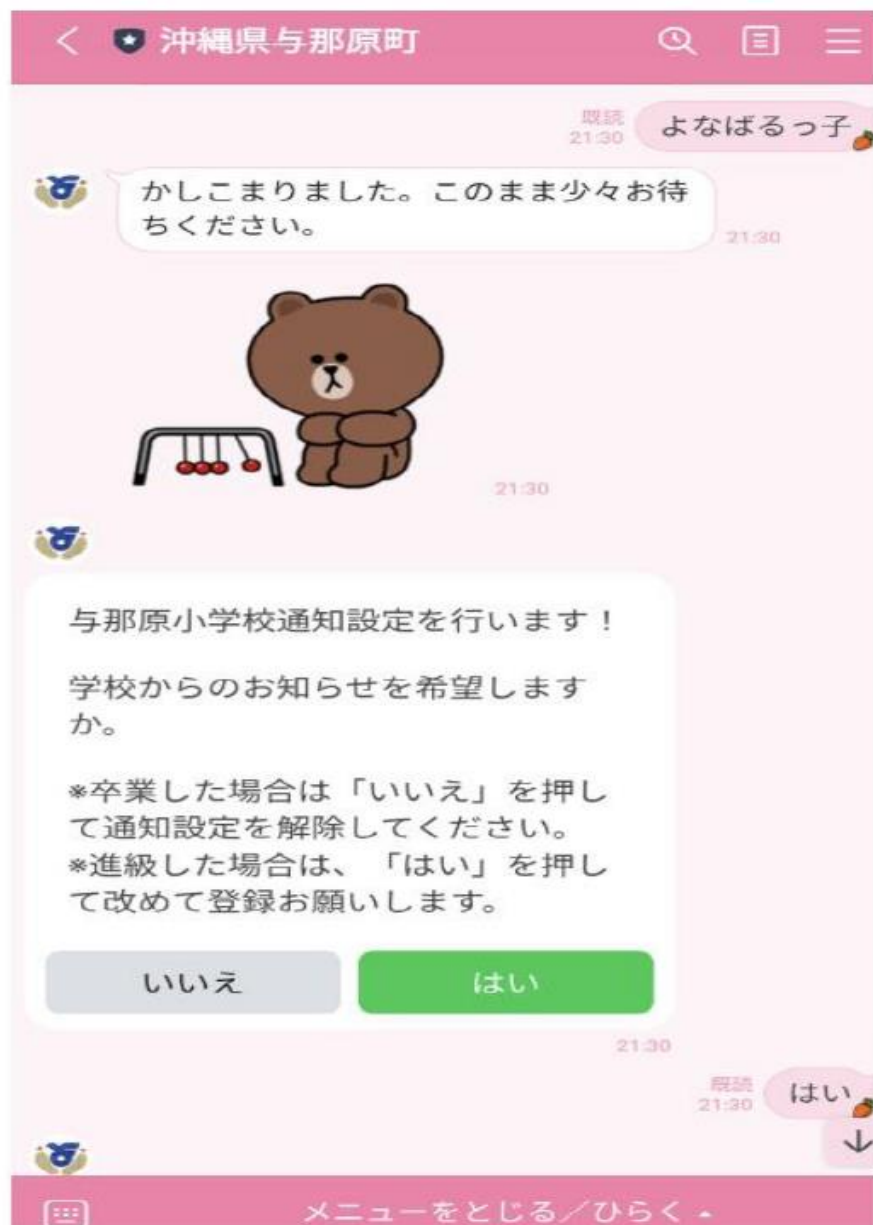 沖縄県与那原町
既読
21:30
よなばるっ子
かしこまりました。このまま少々お待
ちください。
21:30
21:30
与那原小学校通知設定を行います！
学校からのお知らせを希望します
か。
※卒業した場合は「いいえ」を押し
て通知設定を解除してください。
※進級した場合は、「はい」を押し
て改めて登録お願いします。
いいえ
はい
21:30
既読
21:30
はい
メニューをとじる／ひらく